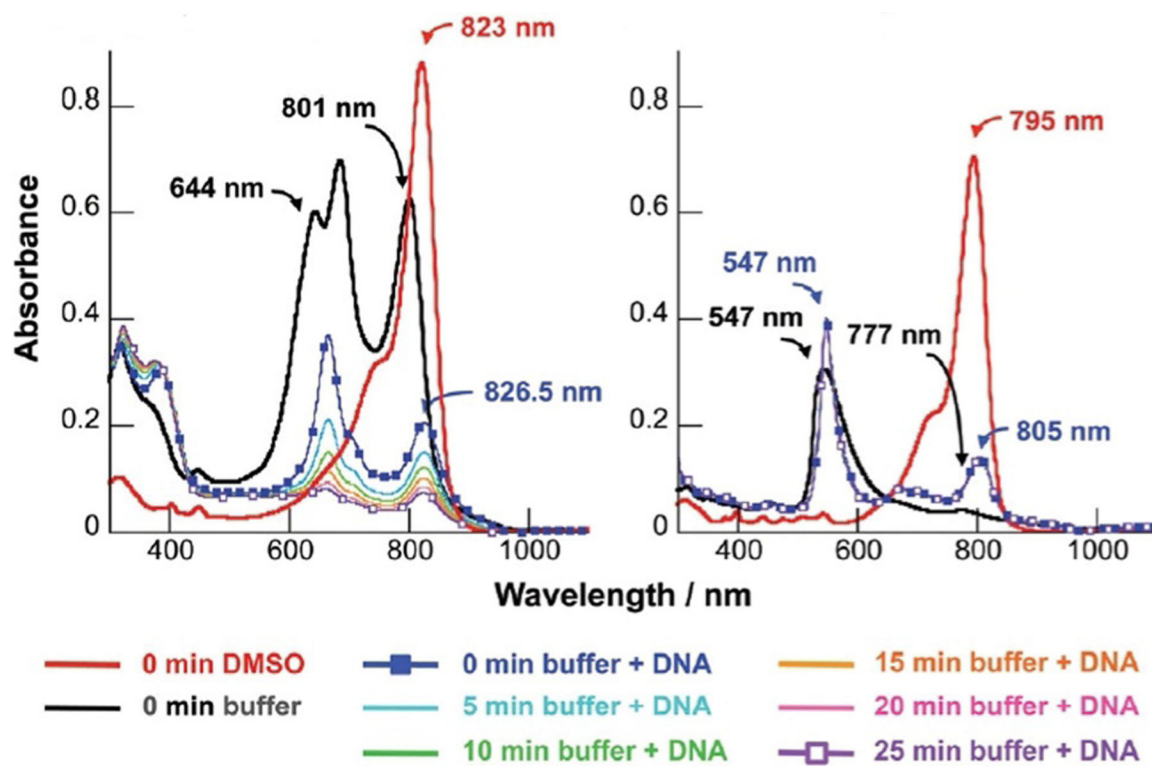 823 nm
801 nm
644 nm
826.5 nm
0.8
0.6
0.4
0.2
0
400
600
800
1000
Absorbance
795 nm
547 nm
547 nm
777 nm
805 nm
0.8
0.6
0.4
0.2
0
400
600
800
1000
Wavelength / nm
0 min DMSO
0 min buffer
0 min buffer + DNA
5 min buffer + DNA
10 min buffer + DNA
15 min buffer + DNA
20 min buffer + DNA
25 min buffer + DNA